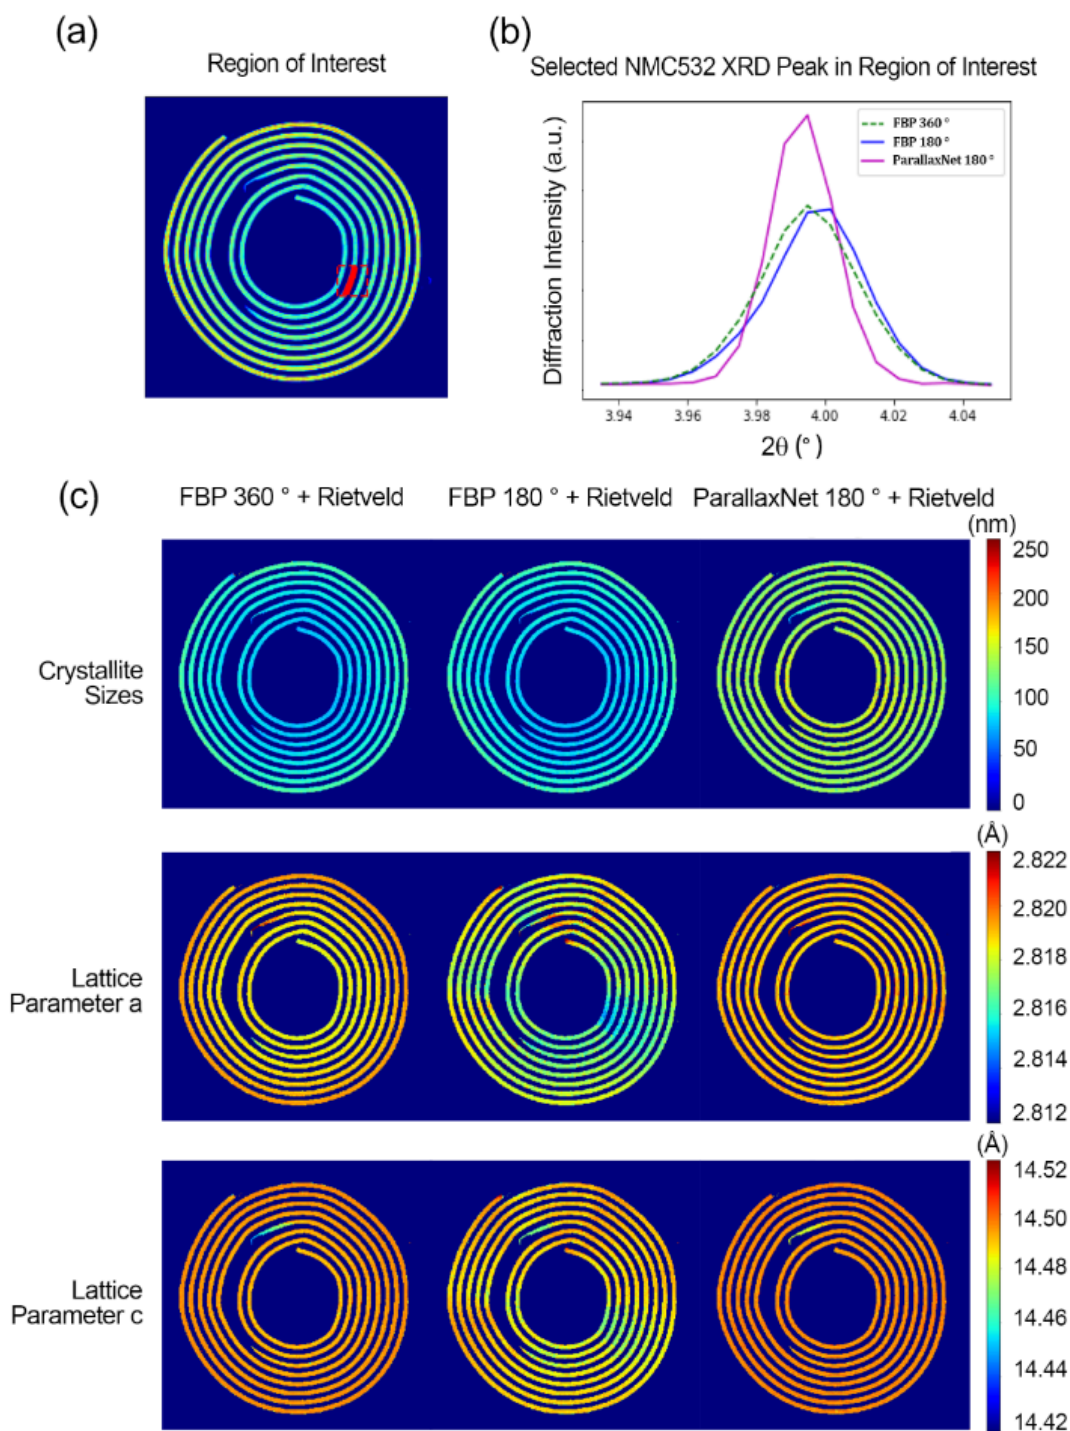 (a)
Region of Interest
(b)
Selected NMC532 XRD Peak in Region of Interest
Diffraction Intensity (a.u.)
FBP 360 °
FBP 180 °
ParallaxNet 180 °
3.94 3.96 3.98 4.00 4.02 4.04
2θ (°)
(c)
FBP 360 ° + Rietveld FBP 180 ° + Rietveld ParallaxNet 180 ° + Rietveld
(nm)
250
200
150
100
50
0
Crystallite
Sizes
(Å)
2.822
2.820
2.818
2.816
2.814
2.812
Lattice
Parameter a
(Å)
14.52
14.50
14.48
14.46
14.44
14.42
Lattice
Parameter c